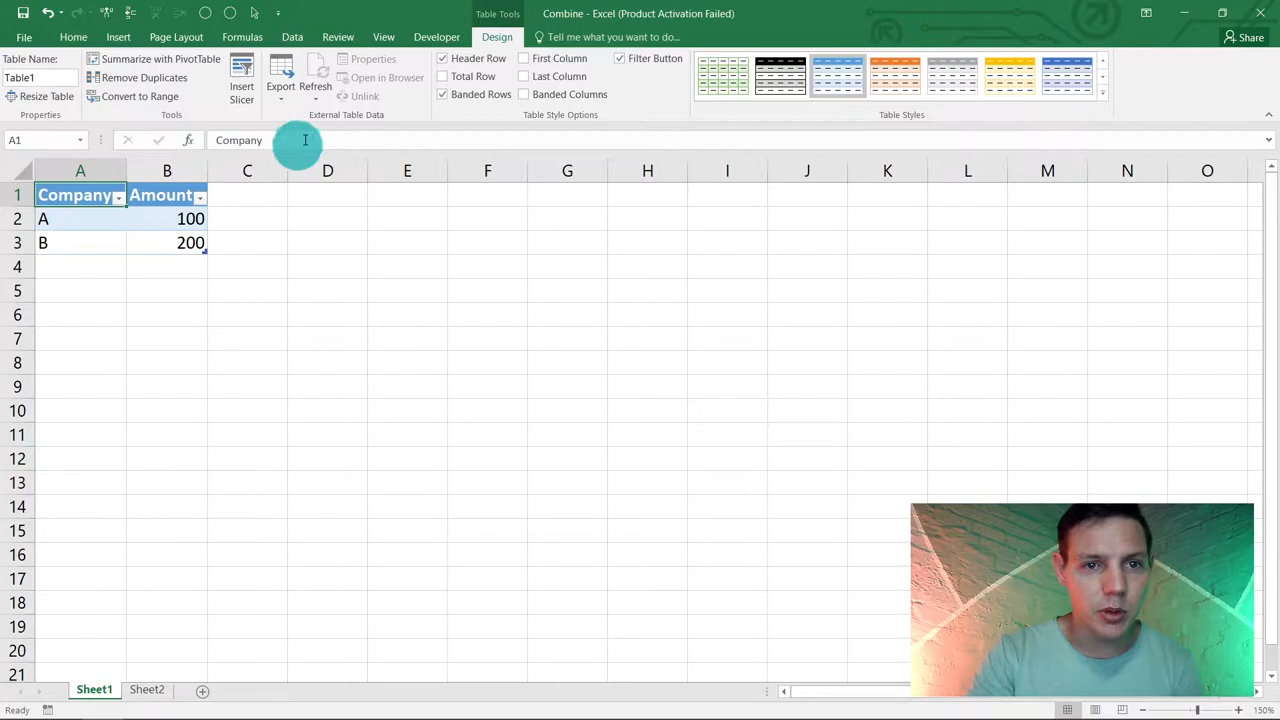 Table Tools
Combine - Excel (Product Activation Failed)
File Home Insert Page Layout Formulas Data Review View Developer Design Tell me what you want to do... Share
Table Name:
Table1
Resize Ta
Properties
Summarize with PivotTable
Remove Duplicates
Convert to Range
Tools
Insert
Slicer
Export Refresh
Properties
Open in Browser
Unlink
External Table Data
Header Row First Column Filter Button
Total Row Last Column
Banded Rows Banded Columns
Table Style Options
Table Styles
A1 fx Company
A B C D E F G H I J K L M N O
1 Company Amount
2 A 100
3 B 200
4
5
6
7
8
9
10
11
12
13
14
15
16
17
18
19
20
21
Sheet1 Sheet2
Ready 150%